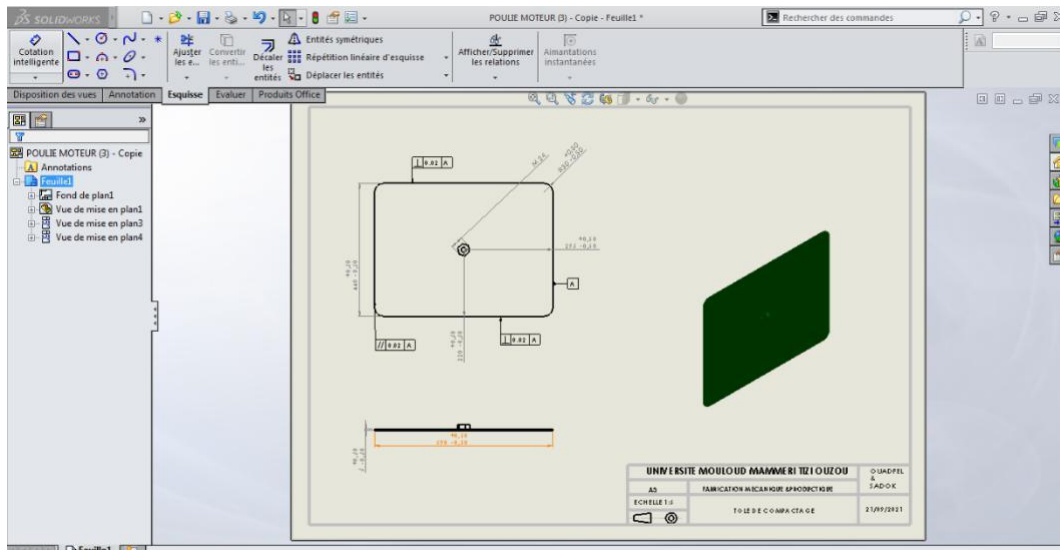 SOLIDWORKS
POULIE MOTEUR (3) - Copie - Feuille1 *
Rechercher des commandes
Cotation intelligente
Ajuster les e...
Convertir les enti...
Décaler les entités
Entités symétriques
Répétition linéaire d'esquisse
Déplacer les entités
Afficher/Supprimer les relations
Aimantations instantanées
Disposition des vues
Annotation
Esquisse
Evaluer
Produits Office
POULIE MOTEUR (3) - Copie
Annotations
Feuille1
Fond de plan1
Vue de mise en plan1
Vue de mise en plan3
Vue de mise en plan4
0.02 A
A
// 0.02 A
0.02 A
UNIVERSITE MOULOUD MAMMERI TIZI OUZOU
OUADFEL
&
SADOK
FABRICATION MECANIQUE &PRODUCTIQUE
ECHELLE 1:4
TOLE DE COMPACTAGE
21/09/2021
Feuille1